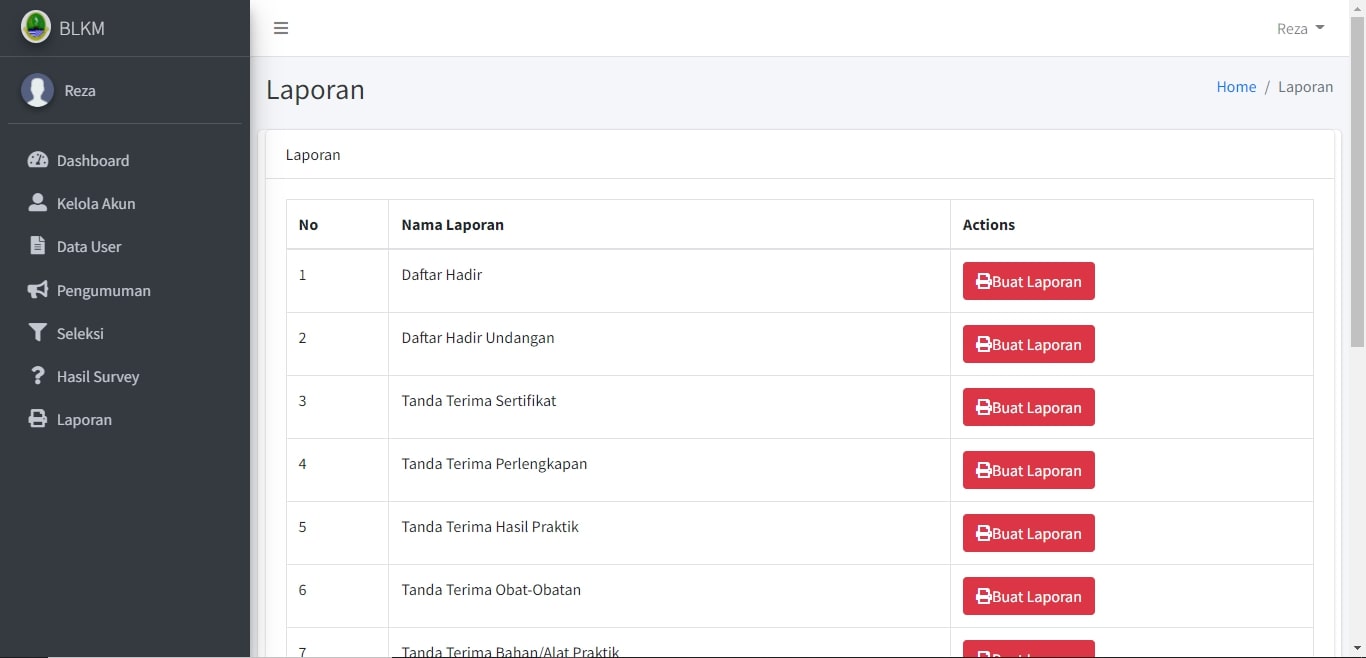 BLKM
Reza
Reza
Dashboard
Kelola Akun
Data User
Pengumuman
Seleksi
Hasil Survey
Laporan
Laporan
Home / Laporan
Laporan
No Nama Laporan Actions
1 Daftar Hadir Buat Laporan
2 Daftar Hadir Undangan Buat Laporan
3 Tanda Terima Sertifikat Buat Laporan
4 Tanda Terima Perlengkapan Buat Laporan
5 Tanda Terima Hasil Praktik Buat Laporan
6 Tanda Terima Obat-Obatan Buat Laporan
7 Tanda Terima Bahan/Alat Praktik Buat Laporan